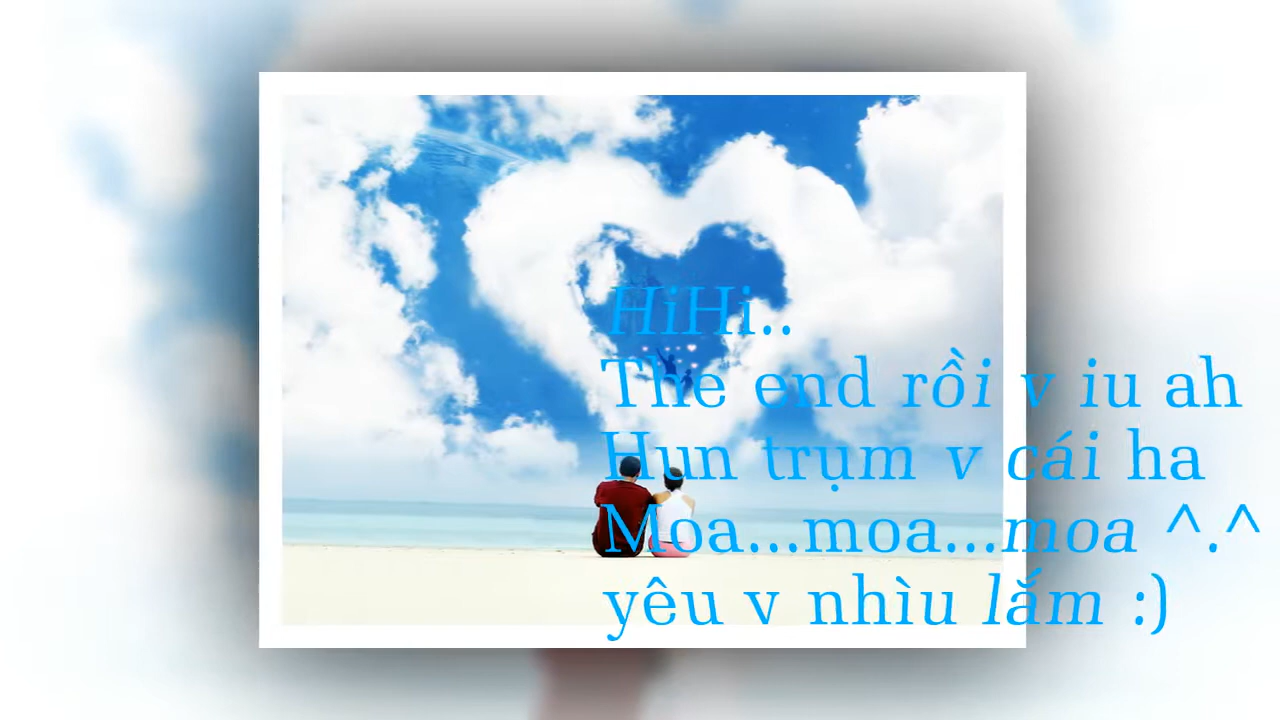 HiHi..
The end rồi v iu ah
Hun trụm v cái ha
Moa...moa...moa ^.^
yêu v nhìu lắm :)